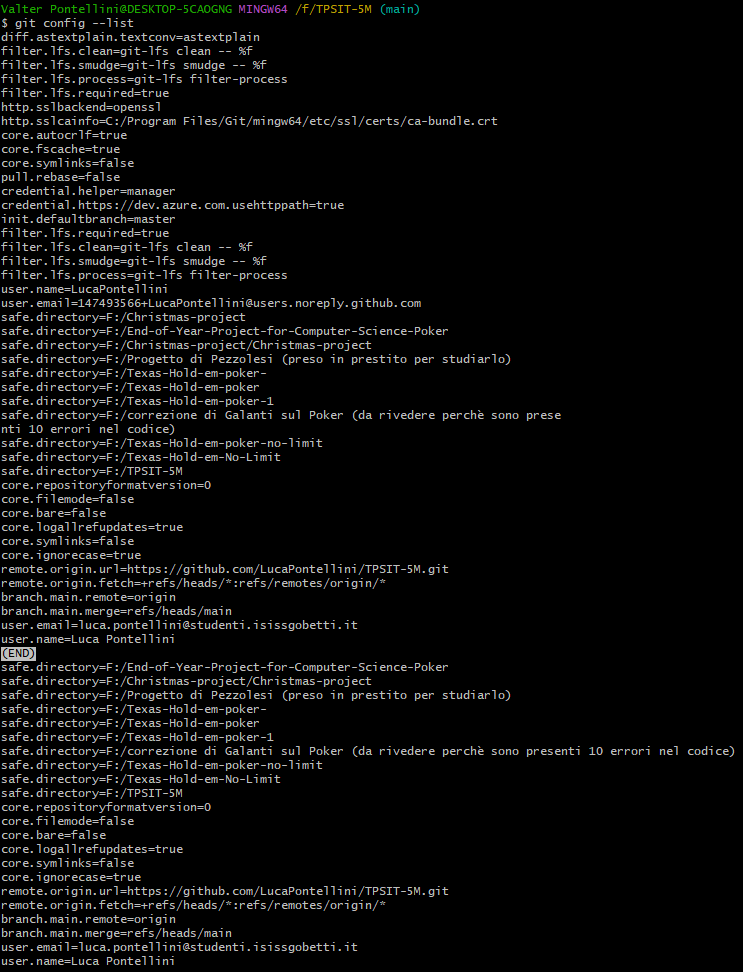 Valter Pontellini@DESKTOP-5CAOGNG MINGW64 /f/TPSIT-5M (main)
$ git config --list
diff.astextplain.textconv=astextplain
filter.lfs.clean=git-lfs clean -- %f
filter.lfs.smudge=git-lfs smudge -- %f
filter.lfs.process=git-lfs filter-process
filter.lfs.required=true
http.sslbackend=openssl
http.sslcainfo=C:/Program Files/Git/mingw64/etc/ssl/certs/ca-bundle.crt
core.autocrlf=true
core.fscache=true
core.symlinks=false
pull.rebase=false
credential.helper=manager
credential.https://dev.azure.com.usehttppath=true
init.defaultbranch=master
filter.lfs.required=true
filter.lfs.clean=git-lfs clean -- %f
filter.lfs.smudge=git-lfs smudge -- %f
filter.lfs.process=git-lfs filter-process
user.name=LucaPontellini
user.email=147493566+LucaPontellini@users.noreply.github.com
safe.directory=F:/Christmas-project
safe.directory=F:/End-of-Year-Project-for-Computer-Science-Poker
safe.directory=F:/Christmas-project/Christmas-project
safe.directory=F:/Progetto di Pezzolesi (preso in prestito per studiarlo)
safe.directory=F:/Texas-Hold-em-poker-
safe.directory=F:/Texas-Hold-em-poker
safe.directory=F:/Texas-Hold-em-poker-1
safe.directory=F:/correzione di Galanti sul Poker (da rivedere perchè sono prese
nti 10 errori nel codice)
safe.directory=F:/Texas-Hold-em-poker-no-limit
safe.directory=F:/Texas-Hold-em-No-Limit
safe.directory=F:/TPSIT-5M
core.repositoryformatversion=0
core.filemode=false
core.bare=false
core.logallrefupdates=true
core.symlinks=false
core.ignorecase=true
remote.origin.url=https://github.com/LucaPontellini/TPSIT-5M.git
remote.origin.fetch=+refs/heads/*:refs/remotes/origin/*
branch.main.remote=origin
branch.main.merge=refs/heads/main
user.email=luca.pontellini@studenti.isissgobetti.it
user.name=Luca Pontellini
(END)
safe.directory=F:/End-of-Year-Project-for-Computer-Science-Poker
safe.directory=F:/Christmas-project/Christmas-project
safe.directory=F:/Progetto di Pezzolesi (preso in prestito per studiarlo)
safe.directory=F:/Texas-Hold-em-poker-
safe.directory=F:/Texas-Hold-em-poker
safe.directory=F:/Texas-Hold-em-poker-1
safe.directory=F:/correzione di Galanti sul Poker (da rivedere perchè sono presenti 10 errori nel codice)
safe.directory=F:/Texas-Hold-em-poker-no-limit
safe.directory=F:/Texas-Hold-em-No-Limit
safe.directory=F:/TPSIT-5M
core.repositoryformatversion=0
core.filemode=false
core.bare=false
core.logallrefupdates=true
core.symlinks=false
core.ignorecase=true
remote.origin.url=https://github.com/LucaPontellini/TPSIT-5M.git
remote.origin.fetch=+refs/heads/*:refs/remotes/origin/*
branch.main.remote=origin
branch.main.merge=refs/heads/main
user.email=luca.pontellini@studenti.isissgobetti.it
user.name=Luca Pontellini